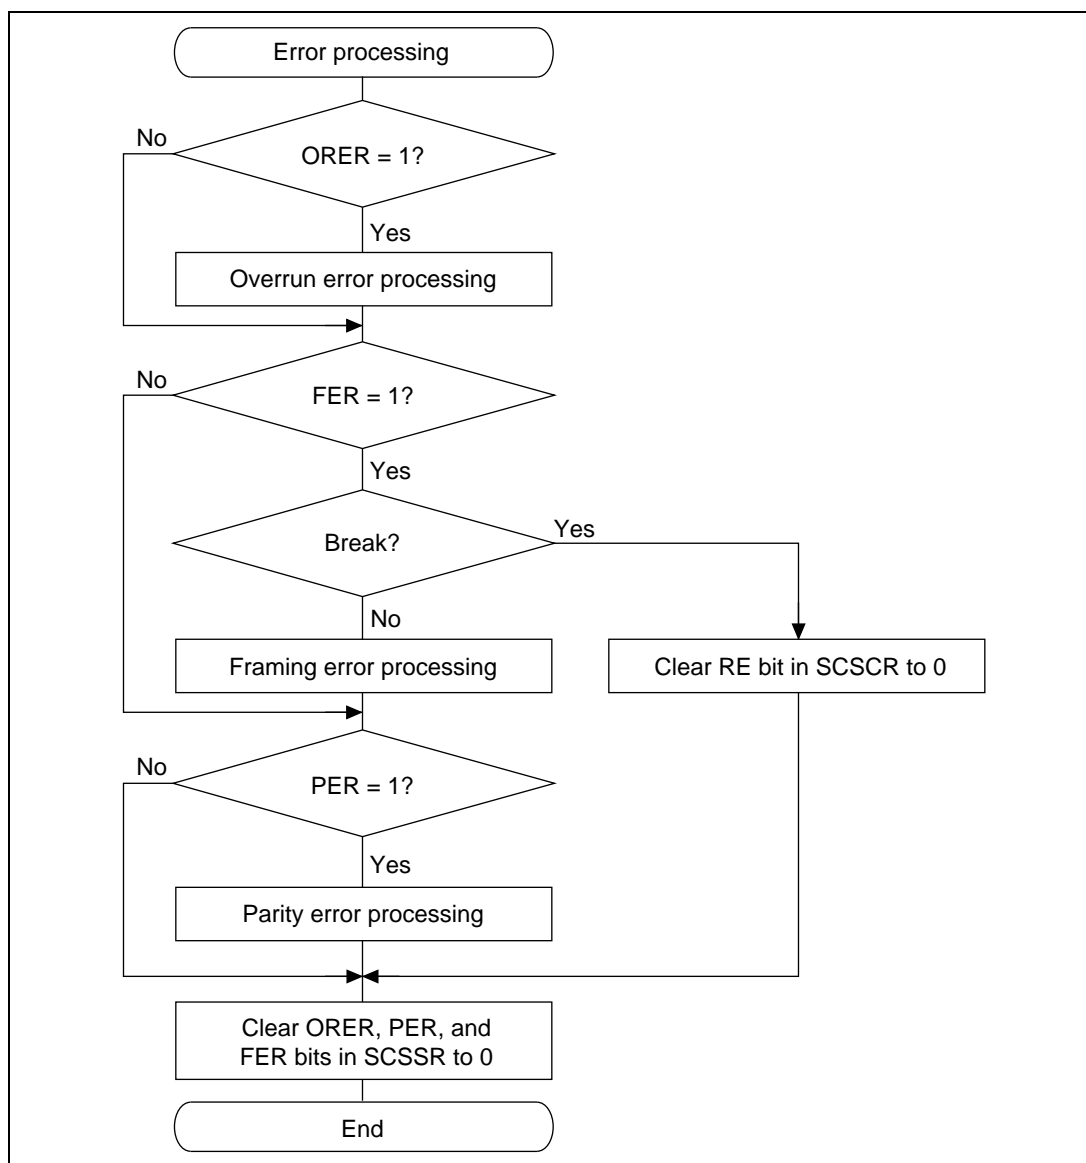 Error processing
No
ORER = 1?
Yes
Overrun error processing
No
FER = 1?
Yes
Break?
Yes
No
Framing error processing
Clear RE bit in SCSCR to 0
No
PER = 1?
Yes
Parity error processing
Clear ORER, PER, and
FER bits in SCSSR to 0
End